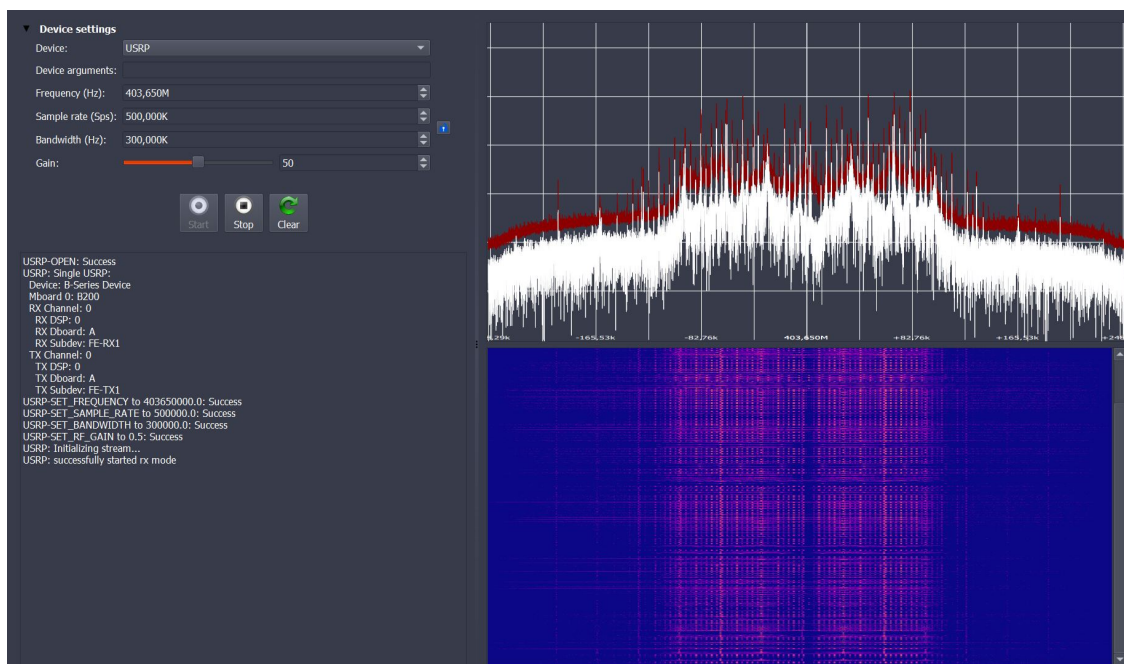 Device settings
Device: USRP
Device arguments:
Frequency (Hz): 403,650M
Sample rate (Sps): 500,000K
Bandwidth (Hz): 300,000K
Gain: 50
Start Stop Clear
USRP-OPEN: Success
USRP: Single USRP:
Device: B-Series Device
Mboard 0: B200
RX Channel: 0
RX DSP: 0
RX Dboard: A
RX Subdev: FE-RX1
TX Channel: 0
TX DSP: 0
TX Dboard: A
TX Subdev: FE-TX1
USRP-SET_FREQUENCY to 403650000.0: Success
USRP-SET_SAMPLE_RATE to 500000.0: Success
USRP-SET_BANDWIDTH to 300000.0: Success
USRP-SET_RF_GAIN to 0.5: Success
USRP: Initializing stream...
USRP: successfully started rx mode
-165,53k -82,76k 403,650M +82,76k +165,53k